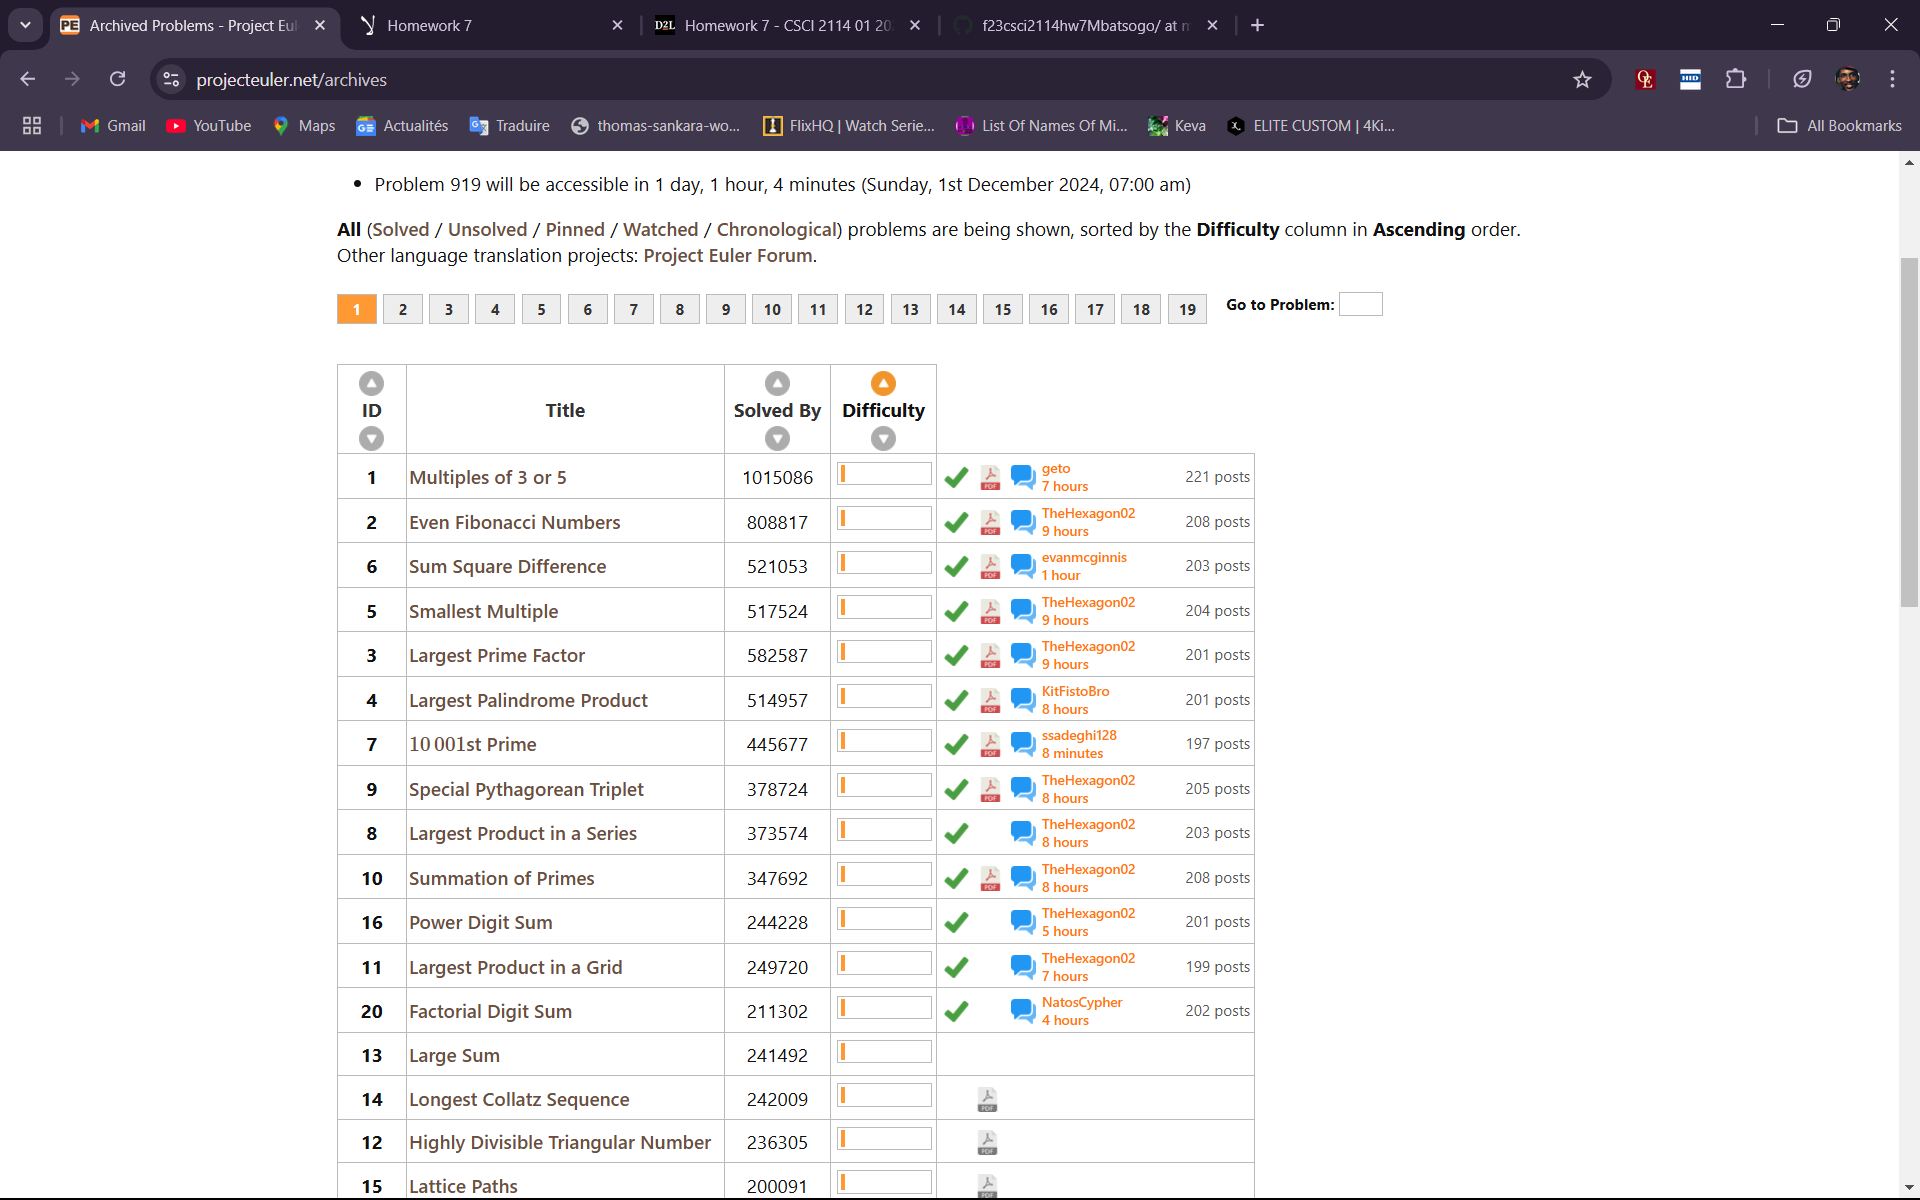 Archived Problems - Project Eul
Homework 7
D2L Homework 7 - CSCI 2114 01 20
f23csci2114hw7Mbatsogo/ at m
projecteuler.net/archives
Gmail YouTube Maps Actualités Traduire thomas-sankara-wo... FlixHQ | Watch Serie... List Of Names Of Mi... Keva ELITE CUSTOM | 4Ki... All Bookmarks
• Problem 919 will be accessible in 1 day, 1 hour, 4 minutes (Sunday, 1st December 2024, 07:00 am)
All (Solved / Unsolved / Pinned / Watched / Chronological) problems are being shown, sorted by the Difficulty column in Ascending order.
Other language translation projects: Project Euler Forum.
1 2 3 4 5 6 7 8 9 10 11 12 13 14 15 16 17 18 19 Go to Problem:
ID Title Solved By Difficulty
1 Multiples of 3 or 5 1015086 PDF geto 7 hours 221 posts
2 Even Fibonacci Numbers 808817 PDF TheHexagon02 9 hours 208 posts
6 Sum Square Difference 521053 PDF evanmcginnis 1 hour 203 posts
5 Smallest Multiple 517524 PDF TheHexagon02 9 hours 204 posts
3 Largest Prime Factor 582587 PDF TheHexagon02 9 hours 201 posts
4 Largest Palindrome Product 514957 PDF KitFistoBro 8 hours 201 posts
7 10 001st Prime 445677 PDF ssadeghi128 8 minutes 197 posts
9 Special Pythagorean Triplet 378724 PDF TheHexagon02 8 hours 205 posts
8 Largest Product in a Series 373574 TheHexagon02 8 hours 203 posts
10 Summation of Primes 347692 PDF TheHexagon02 8 hours 208 posts
16 Power Digit Sum 244228 TheHexagon02 5 hours 201 posts
11 Largest Product in a Grid 249720 TheHexagon02 7 hours 199 posts
20 Factorial Digit Sum 211302 NatosCypher 4 hours 202 posts
13 Large Sum 241492
14 Longest Collatz Sequence 242009 PDF
12 Highly Divisible Triangular Number 236305 PDF
15 Lattice Paths 200091 PDF